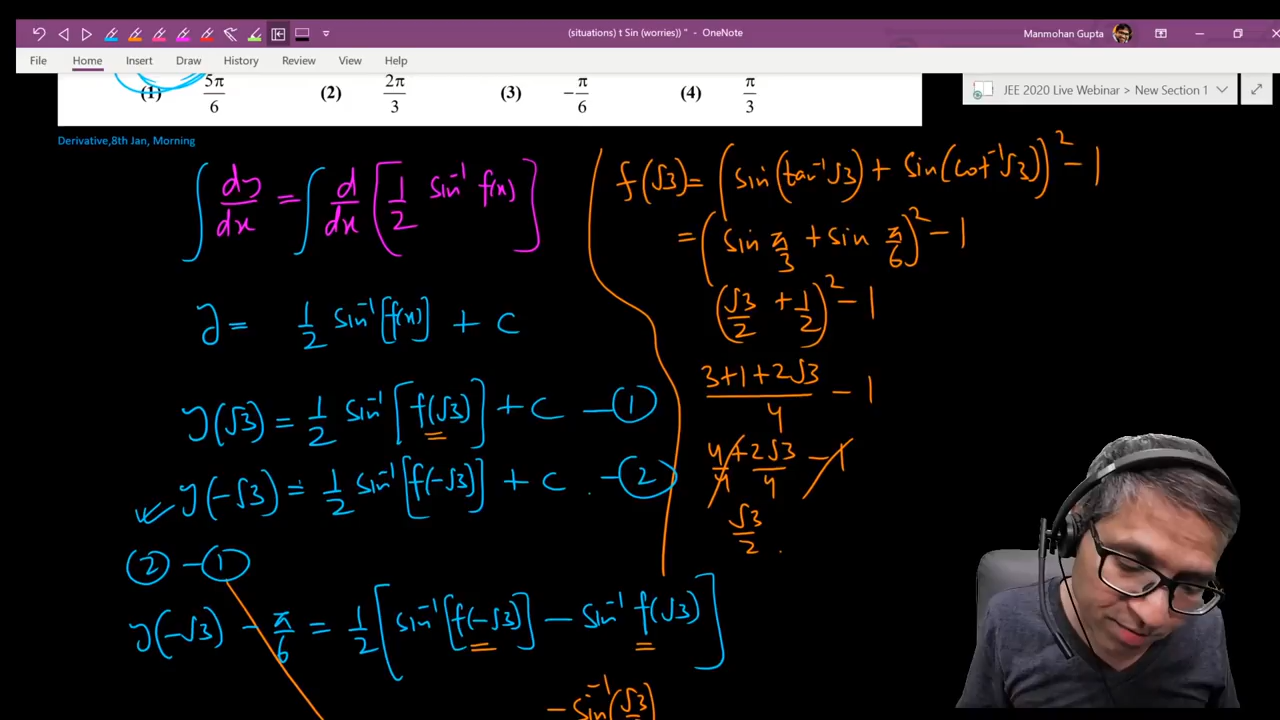 (situations) t Sin (worries)) " - OneNote
Manmohan Gupta
File Home Insert Draw History Review View Help
JEE 2020 Live Webinar > New Section 1
(1) 5π/6 (2) 2π/3 (3) -π/6 (4) π/3
Derivative,8th Jan, Morning
∫ dy/dx = ∫ d/dx [1/2 sin⁻¹ f(x)]
y = 1/2 sin⁻¹[f(x)] + c
y(√3) = 1/2 sin⁻¹[f(√3)] + c — ①
y(-√3) = 1/2 sin⁻¹[f(-√3)] + c . — ②
② - ①
y(-√3) - π/6 = 1/2 [sin⁻¹[f(-√3)] - sin⁻¹ f(√3)]
- sin⁻¹(√3/2)
f(√3) = (sin(tan⁻¹√3) + sin(cot⁻¹√3))² - 1
= (sin π/3 + sin π/6)² - 1
(√3/2 + 1/2)² - 1
3+1+2√3/4 - 1
4/4 + 2√3/4 - 1
√3/2 .